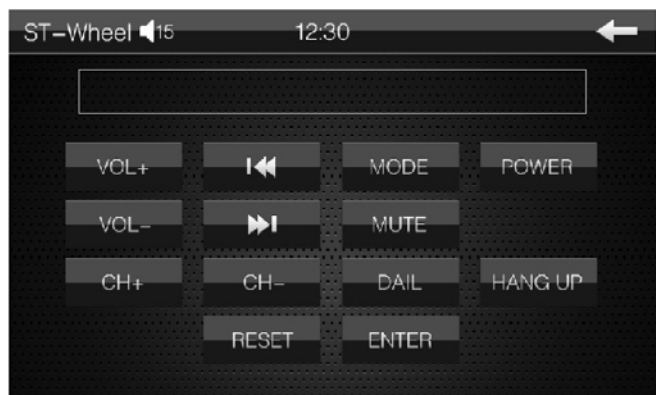 ST-Wheel 15 12:30
VOL+ MODE POWER
VOL- MUTE
CH+ CH- DAIL HANG UP
RESET ENTER